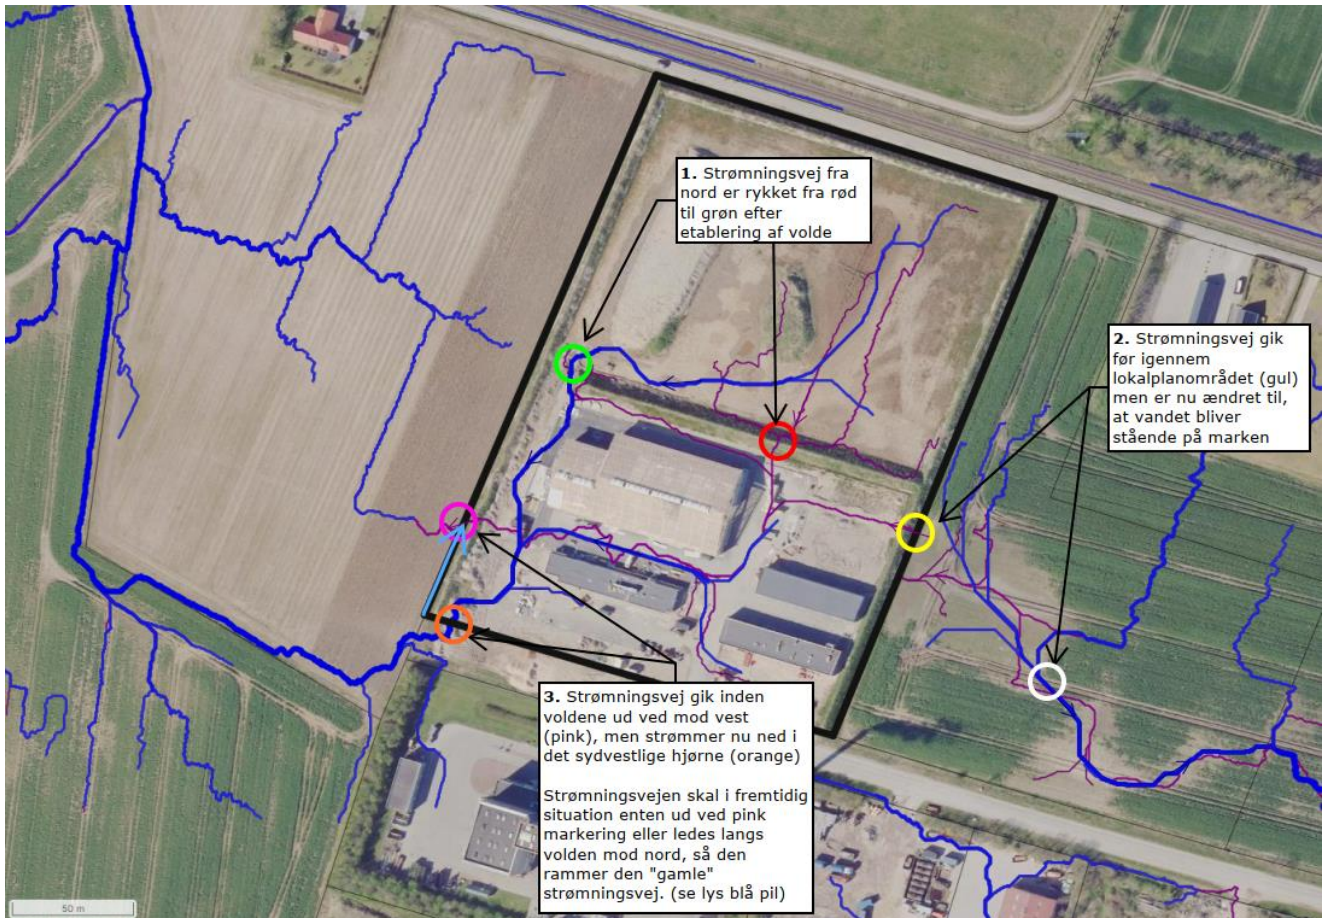 1. Strømningsvej fra
nord er rykket fra rød
til grøn efter
etablering af volde
2. Strømningsvej gik
før igennem
lokalplanområdet (gul)
men er nu ændret til,
at vandet bliver
stående på marken
3. Strømningsvej gik inden
voldene ud ved mod vest
(pink), men strømmer nu ned i
det sydvestlige hjørne (orange)
Strømningsvejen skal i fremtidig
situation enten ud ved pink
markering eller ledes langs
volden mod nord, så den
rammer den "gamle"
strømningsvej. (se lys blå pil)
50 m